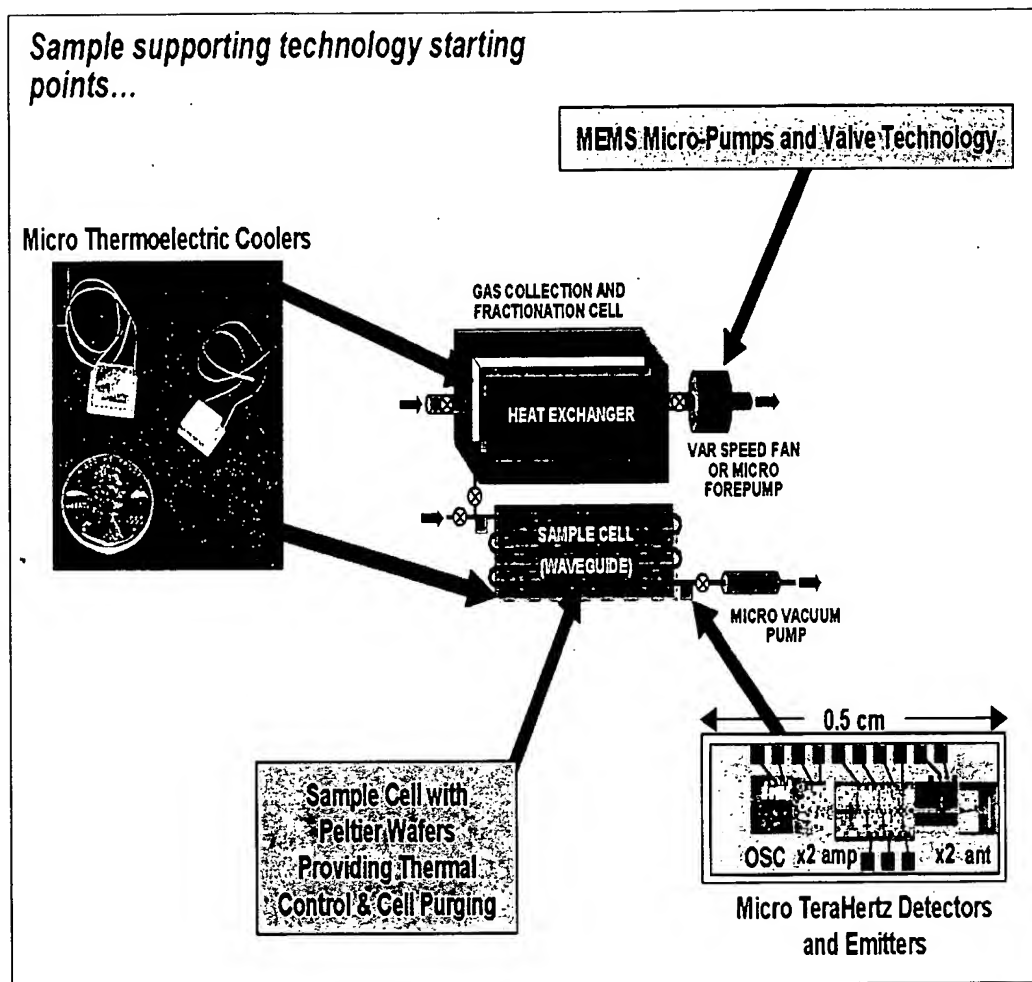 Sample supporting technology starting
points...
MEMS Micro-Pumps and Valve Technology
Micro Thermoelectric Coolers
GAS COLLECTION AND
FRACTIONATION CELL
HEAT EXCHANGER
VAR SPEED FAN
OR MICRO
FOREPUMP
SAMPLE CELL
(WAVEGUIDE)
MICRO VACUUM
PUMP
0.5 cm
Sample Cell with
Peltier Wafers
Providing Thermal
Control & Cell Purging
OSC x2 amp x2 ant
Micro TeraHertz Detectors
and Emitters